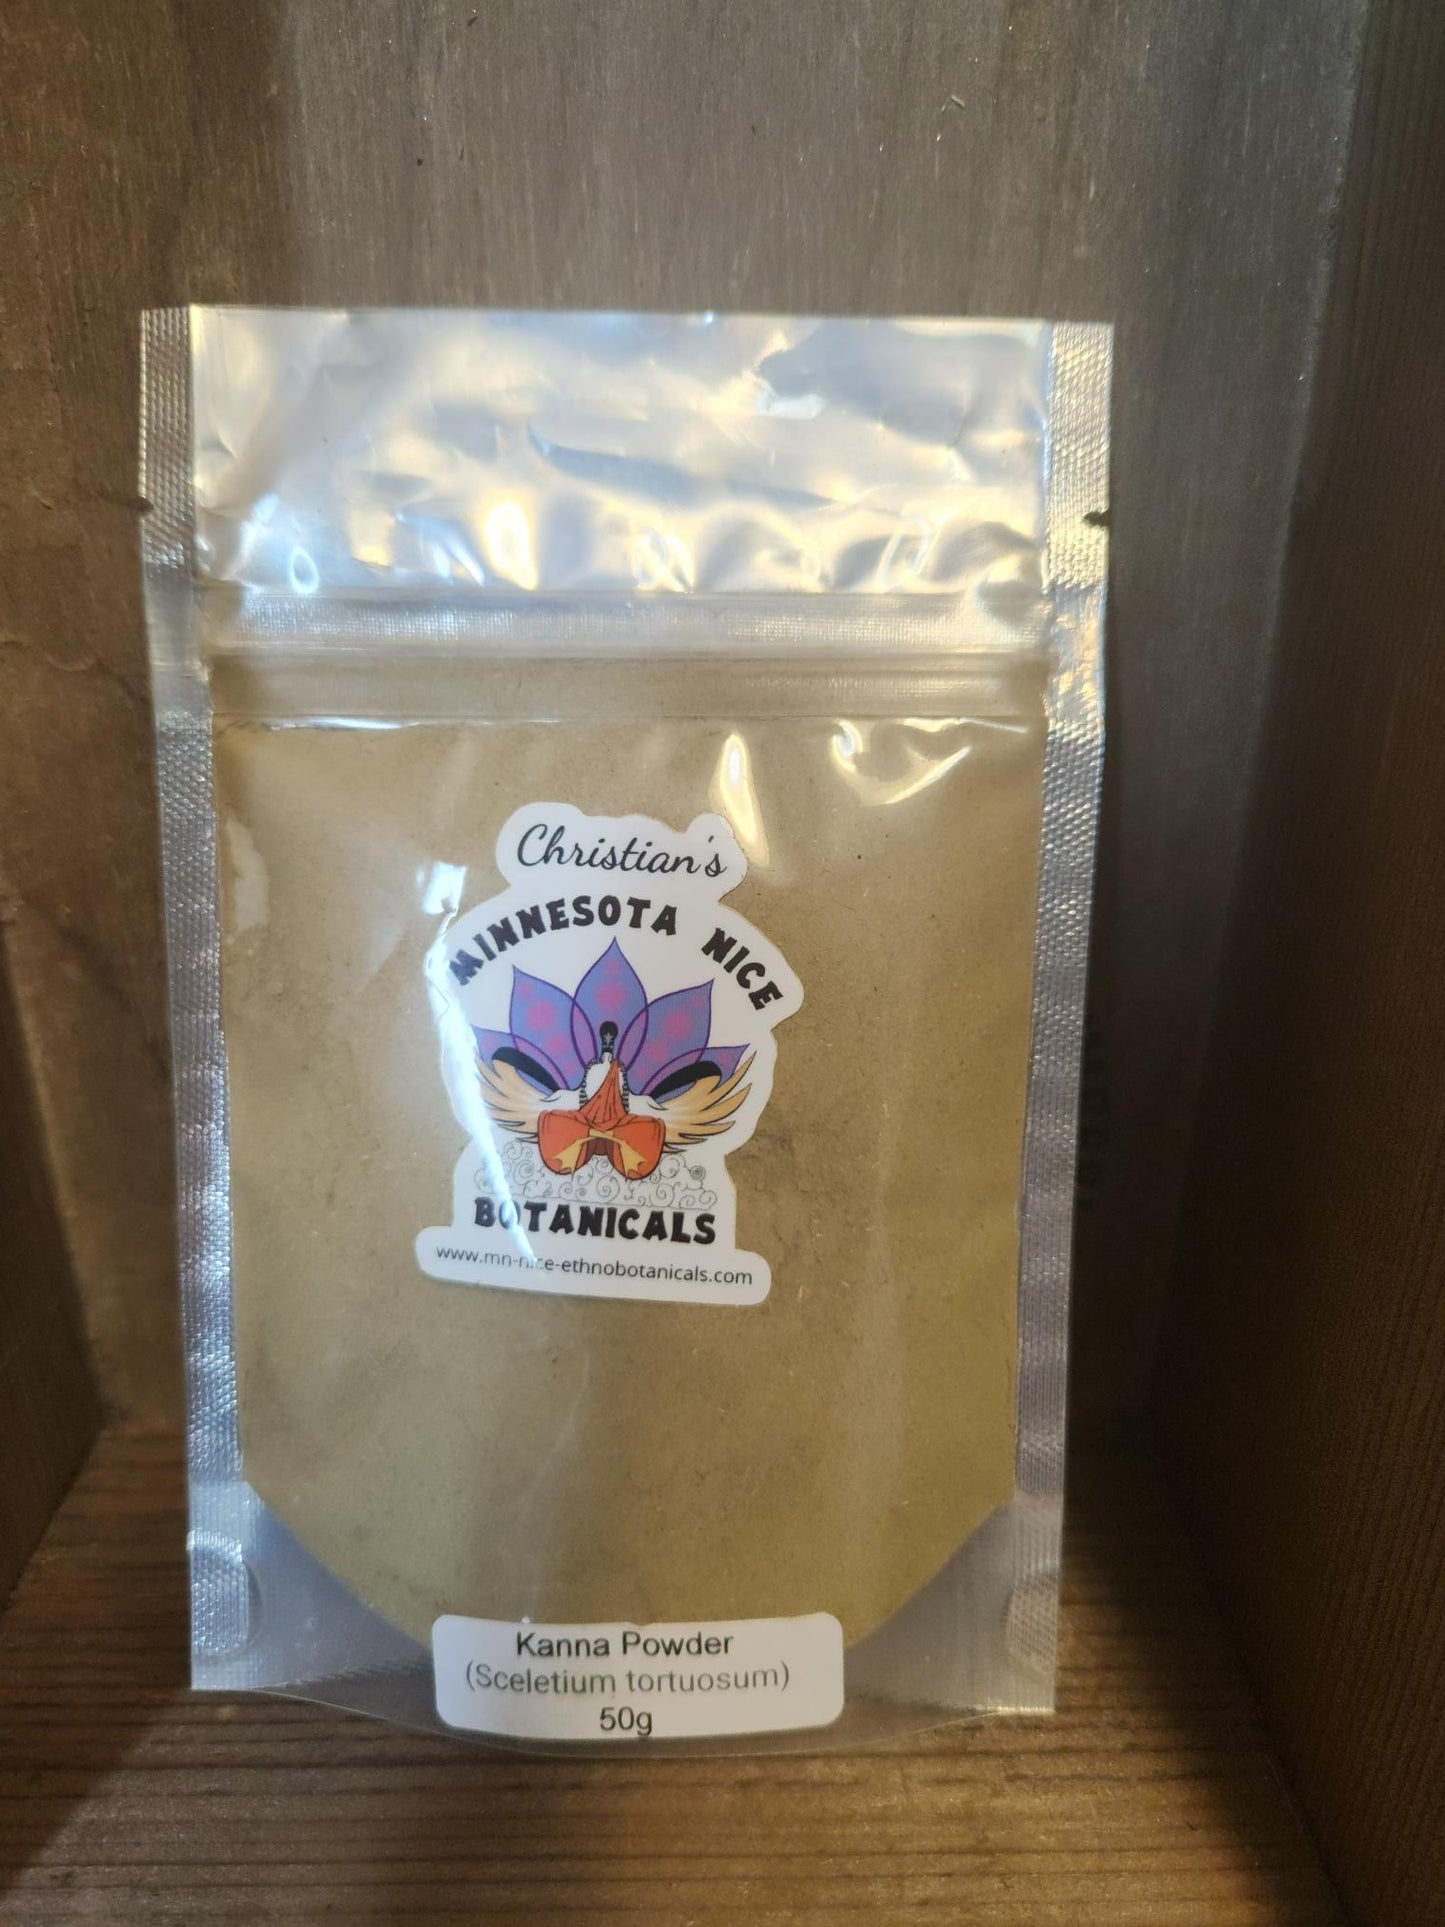 Christian's
MINNESOTA NICE
BOTANICALS
www.mn-nice-ethnobotanicals.com
Kanna Powder
(Sceletium tortuosum)
50g